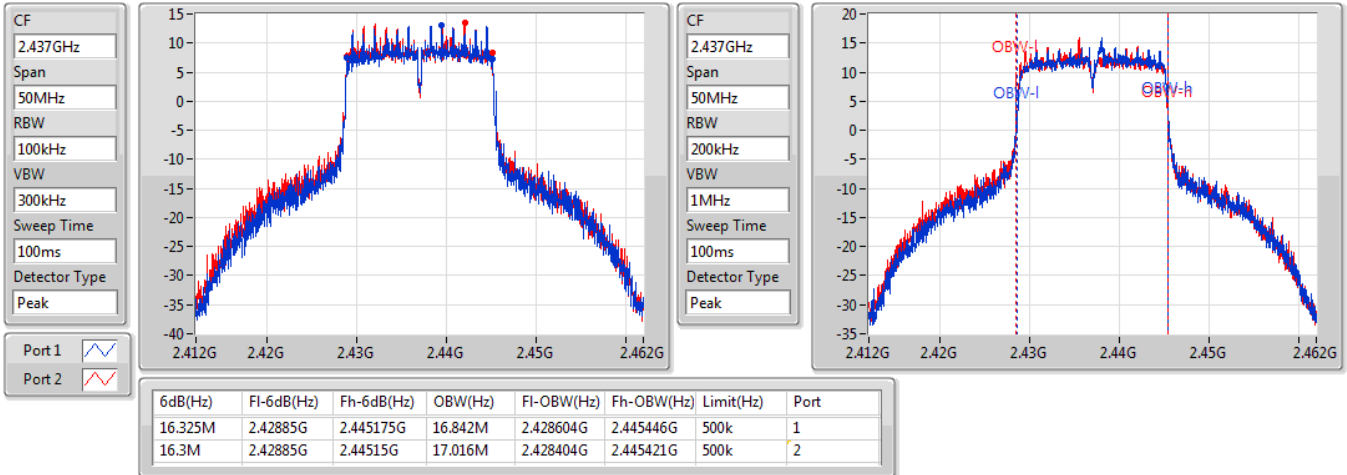 CF
2.437GHz
Span
50MHz
RBW
100kHz
VBW
300kHz
Sweep Time
100ms
Detector Type
Peak
Port 1
Port 2
15
10
5
0
-5
-10
-15
-20
-25
-30
-35
-40
2.412G 2.42G 2.43G 2.44G 2.45G 2.462G
CF
2.437GHz
Span
50MHz
RBW
200kHz
VBW
1MHz
Sweep Time
100ms
Detector Type
Peak
20
15
10
5
0
-5
-10
-15
-20
-25
-30
-35
OBW-l
OBW-l
OBW-h
OBW-h
2.412G 2.42G 2.43G 2.44G 2.45G 2.462G
6dB(Hz) Fl-6dB(Hz) Fh-6dB(Hz) OBW(Hz) Fl-OBW(Hz) Fh-OBW(Hz) Limit(Hz) Port
16.325M 2.42885G 2.445175G 16.842M 2.428604G 2.445446G 500k 1
16.3M 2.42885G 2.44515G 17.016M 2.428404G 2.445421G 500k 2